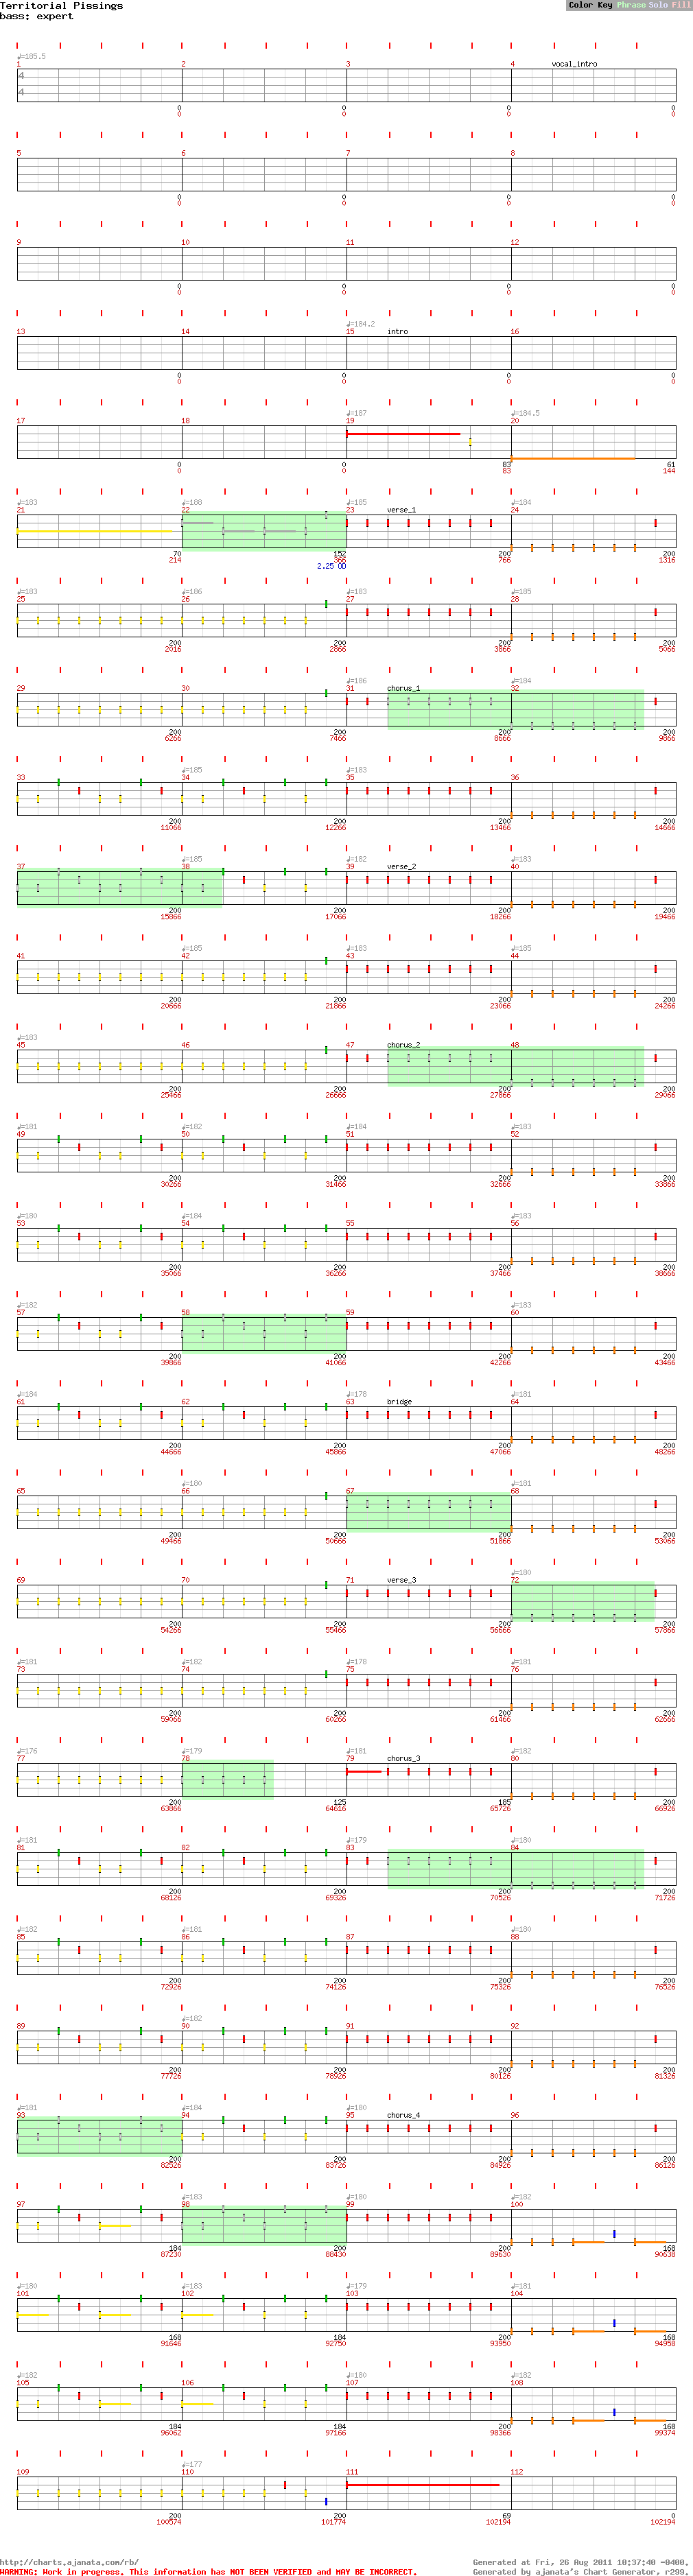 Territorial Pissings Color Key Phrase Solo Fill
bass: expert
♩=185.5
1 2 3 4 vocal_intro
4
4
0 0 0 0
0 0 0 0
5 6 7 8
0 0 0 0
0 0 0 0
9 10 11 12
0 0 0 0
0 0 0 0
♩=184.2
13 14 15 intro 16
0 0 0 0
0 0 0 0
♩=187 ♩=184.5
17 18 19 20
0 0 83 61
0 0 83 144
♩=183 ♩=188 ♩=185 ♩=184
21 22 23 verse_1 24
70 152 200 200
214 366 766 1316
2.25 OD
♩=183 ♩=186 ♩=183 ♩=185
25 26 27 28
200 200 200 200
2016 2866 3866 5066
♩=186 ♩=184
29 30 31 chorus_1 32
200 200 200 200
6266 7466 8666 9866
♩=185 ♩=183
33 34 35 36
200 200 200 200
11066 12266 13466 14666
♩=185 ♩=182 ♩=183
37 38 39 verse_2 40
200 200 200 200
15866 17066 18266 19466
♩=185 ♩=183 ♩=185
41 42 43 44
200 200 200 200
20666 21866 23066 24266
♩=183
45 46 47 chorus_2 48
200 200 200 200
25466 26666 27866 29066
♩=181 ♩=182 ♩=184 ♩=183
49 50 51 52
200 200 200 200
30266 31466 32666 33866
♩=180 ♩=184 ♩=183
53 54 55 56
200 200 200 200
35066 36266 37466 38666
♩=182 ♩=183
57 58 59 60
200 200 200 200
39866 41066 42266 43466
♩=184 ♩=178 ♩=181
61 62 63 bridge 64
200 200 200 200
44666 45866 47066 48266
♩=180 ♩=181
65 66 67 68
200 200 200 200
49466 50666 51866 53066
♩=180
69 70 71 verse_3 72
200 200 200 200
54266 55466 56666 57866
♩=181 ♩=182 ♩=178 ♩=181
73 74 75 76
200 200 200 200
59066 60266 61466 62666
♩=176 ♩=179 ♩=181 ♩=182
77 78 79 chorus_3 80
200 125 185 200
63866 64616 65726 66926
♩=181 ♩=179 ♩=180
81 82 83 84
200 200 200 200
68126 69326 70526 71726
♩=182 ♩=181 ♩=180
85 86 87 88
200 200 200 200
72926 74126 75326 76526
♩=182
89 90 91 92
200 200 200 200
77726 78926 80126 81326
♩=181 ♩=184 ♩=180
93 94 95 chorus_4 96
200 200 200 200
82526 83726 84926 86126
♩=183 ♩=180 ♩=182
97 98 99 100
184 200 200 168
87230 88430 89630 90638
♩=180 ♩=183 ♩=179 ♩=181
101 102 103 104
168 184 200 168
91646 92750 93950 94958
♩=182 ♩=180 ♩=182
105 106 107 108
184 184 200 168
96062 97166 98366 99374
♩=177
109 110 111 112
200 200 69 0
100574 101774 102194 102194
http://charts.ajanata.com/rb/ Generated at Fri, 26 Aug 2011 18:37:40 -0400.
WARNING: Work in progress. This information has NOT BEEN VERIFIED and MAY BE INCORRECT. Generated by ajanata's Chart Generator, r299.